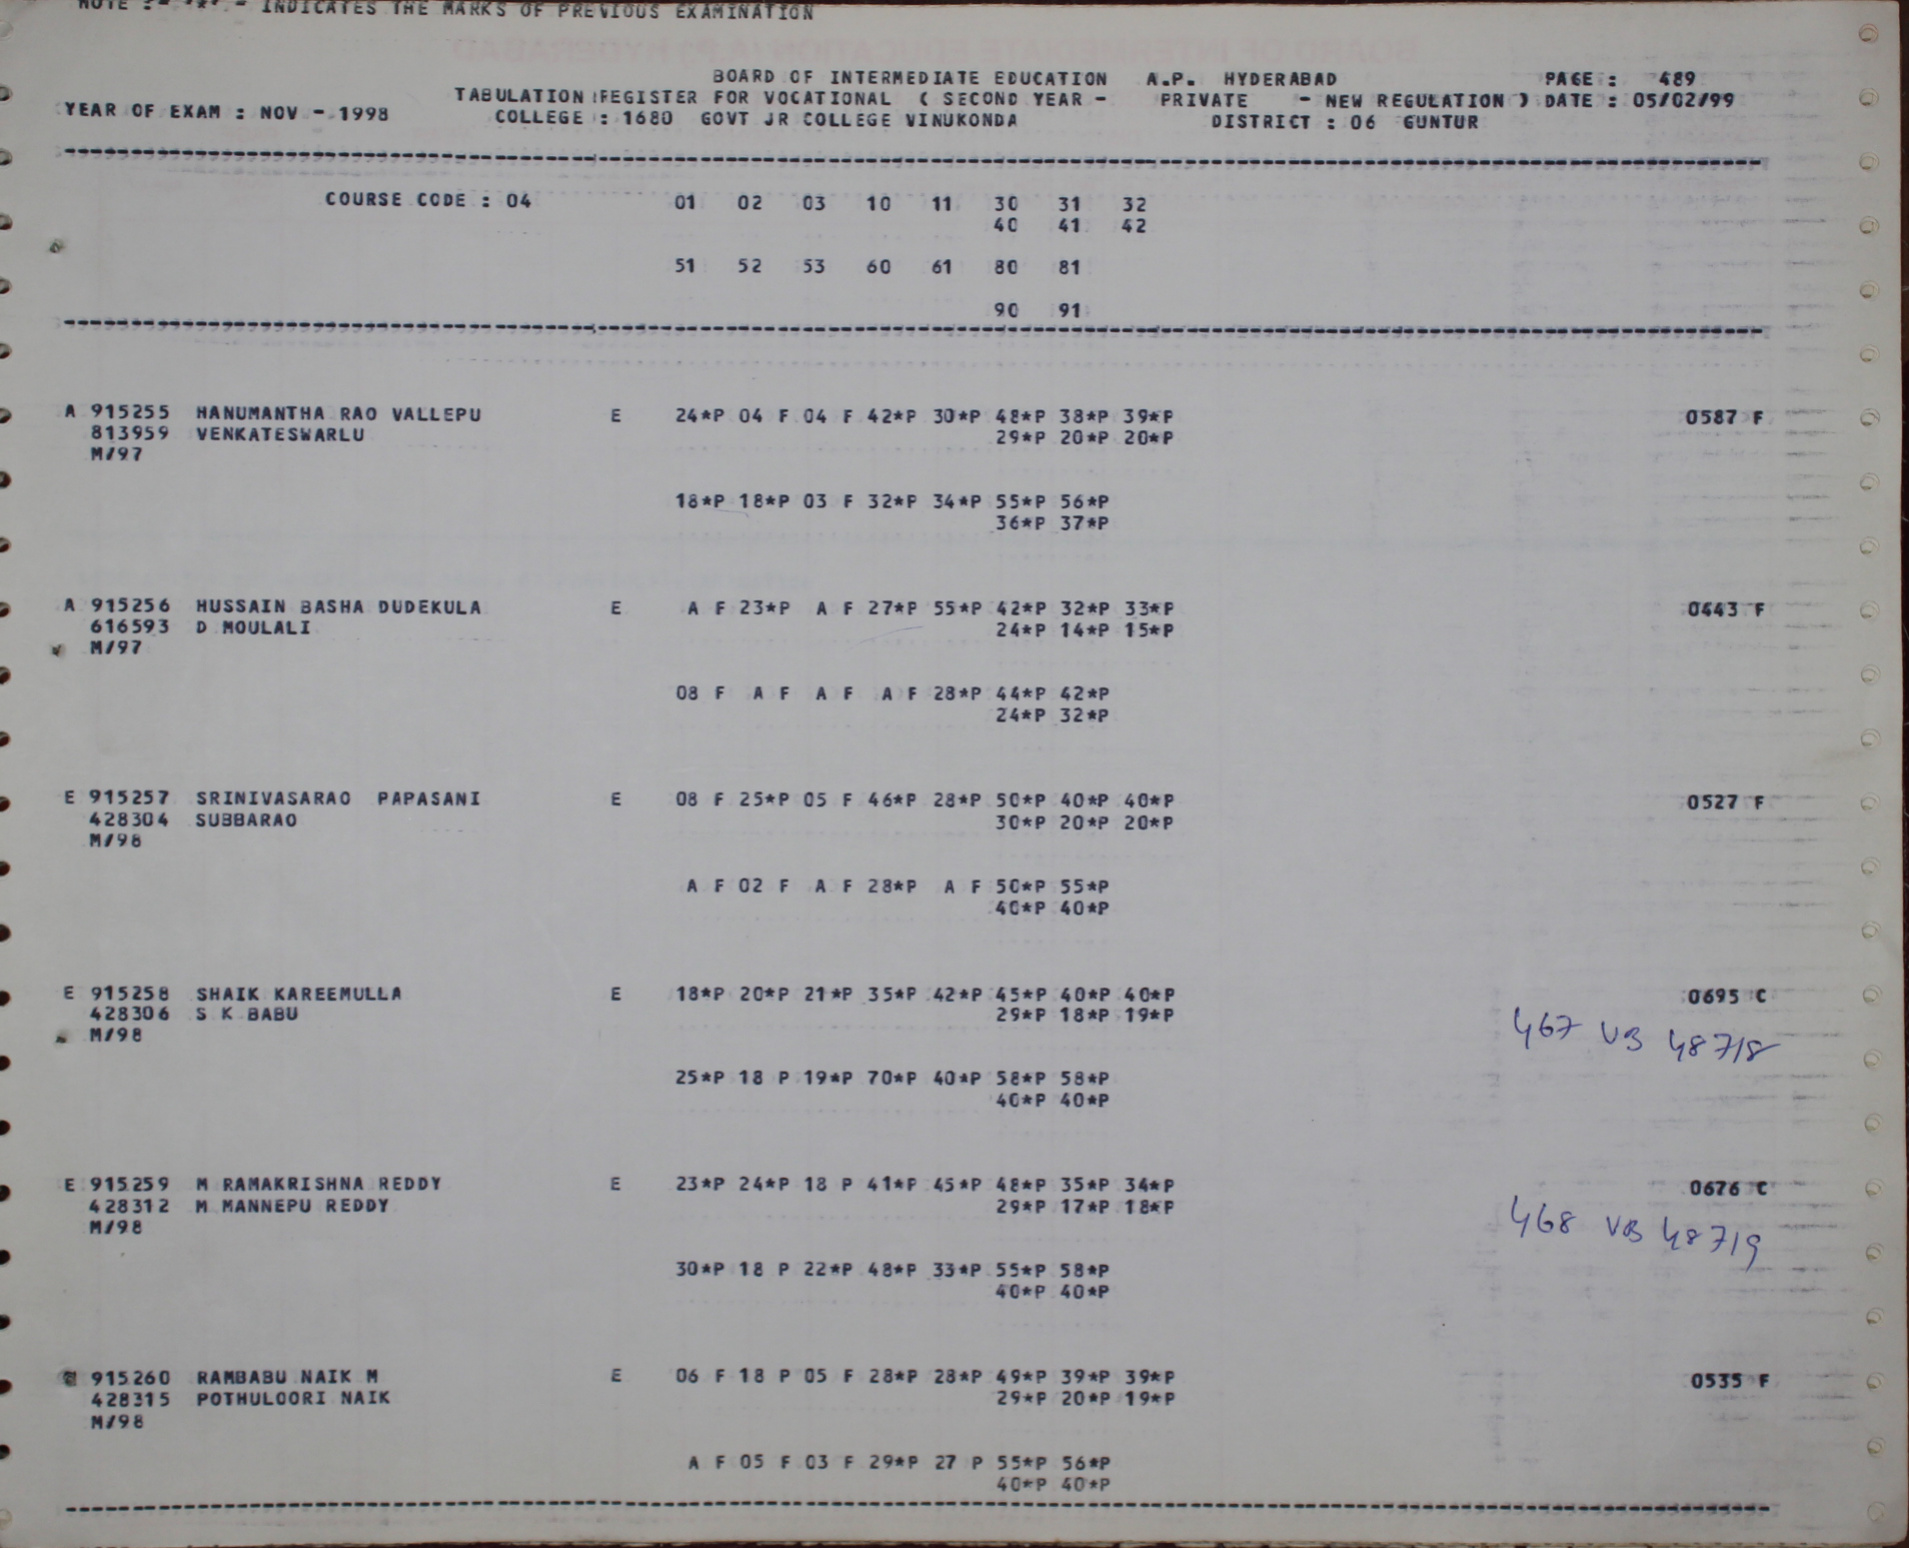 NOTE :- '*' - INDICATES THE MARKS OF PREVIOUS EXAMINATION
BOARD OF INTERMEDIATE EDUCATION A.P. HYDERABAD PAGE : 489
TABULATION REGISTER FOR VOCATIONAL ( SECOND YEAR - PRIVATE - NEW REGULATION ) DATE : 05/02/99
YEAR OF EXAM : NOV - 1998 COLLEGE : 1680 GOVT JR COLLEGE VINUKONDA DISTRICT : 06 GUNTUR
COURSE CODE : 04 01 02 03 10 11 30 31 32
40 41 42
51 52 53 60 61 80 81
90 91
A 915255 HANUMANTHA RAO VALLEPU E 24*P 04 F 04 F 42*P 30*P 48*P 38*P 39*P 0587 F
813959 VENKATESWARLU 29*P 20*P 20*P
M/97
18*P 18*P 03 F 32*P 34*P 55*P 56*P
36*P 37*P
A 915256 HUSSAIN BASHA DUDEKULA E A F 23*P A F 27*P 55*P 42*P 32*P 33*P 0443 F
616593 D MOULALI 24*P 14*P 15*P
M/97
08 F A F A F A F 28*P 44*P 42*P
24*P 32*P
E 915257 SRINIVASARAO PAPASANI E 08 F 25*P 05 F 46*P 28*P 50*P 40*P 40*P 0527 F
428304 SUBBARAO 30*P 20*P 20*P
M/98
A F 02 F A F 28*P A F 50*P 55*P
40*P 40*P
E 915258 SHAIK KAREEMULLA E 18*P 20*P 21*P 35*P 42*P 45*P 40*P 40*P 0695 C
428306 S K BABU 29*P 18*P 19*P
M/98 467 VB 48718
25*P 18 P 19*P 70*P 40*P 58*P 58*P
40*P 40*P
E 915259 M RAMAKRISHNA REDDY E 23*P 24*P 18 P 41*P 45*P 48*P 35*P 34*P 0676 C
428312 M MANNEPU REDDY 29*P 17*P 18*P
M/98 468 VB 48719
30*P 18 P 22*P 48*P 33*P 55*P 58*P
40*P 40*P
915260 RAMBABU NAIK M E 06 F 18 P 05 F 28*P 28*P 49*P 39*P 39*P 0535 F
428315 POTHULOORI NAIK 29*P 20*P 19*P
M/98
A F 05 F 03 F 29*P 27 P 55*P 56*P
40*P 40*P